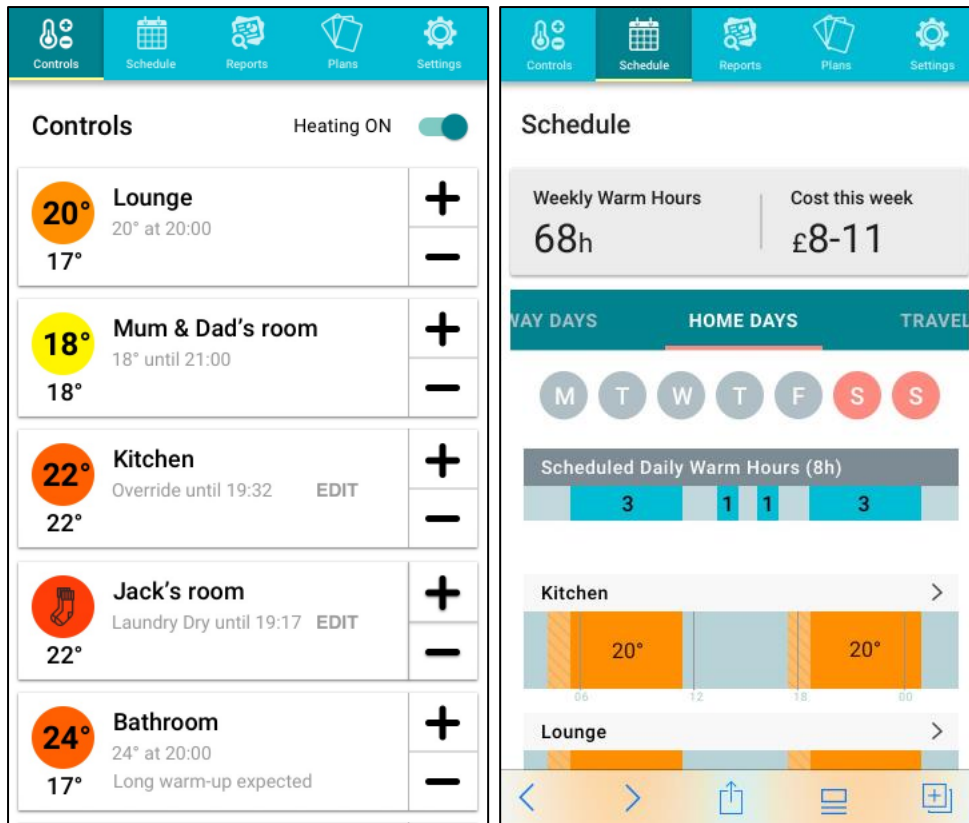 Controls Schedule Reports Plans Settings
Controls Heating ON
20° Lounge
20° at 20:00
17°
18° Mum & Dad's room
18° until 21:00
18°
22° Kitchen
Override until 19:32 EDIT
22°
Jack's room
Laundry Dry until 19:17 EDIT
22°
24° Bathroom
24° at 20:00
17° Long warm-up expected
Controls Schedule Reports Plans Settings
Schedule
Weekly Warm Hours Cost this week
68h £8-11
WAY DAYS HOME DAYS TRAVEL
M T W T F S S
Scheduled Daily Warm Hours (8h)
3 1 1 3
Kitchen
20° 20°
06 12 18 00
Lounge